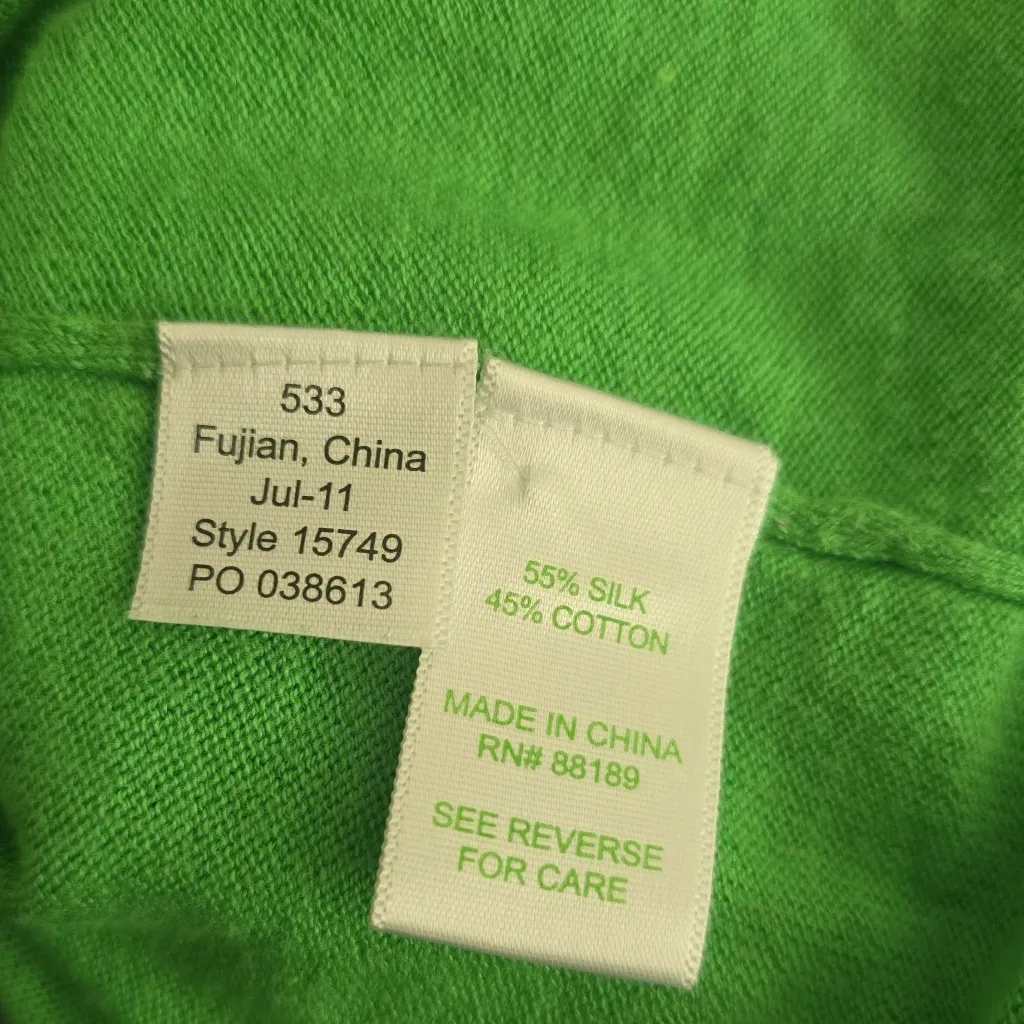 533
Fujian, China
Jul-11
Style 15749
PO 038613
55% SILK
45% COTTON
MADE IN CHINA
RN# 88189
SEE REVERSE
FOR CARE